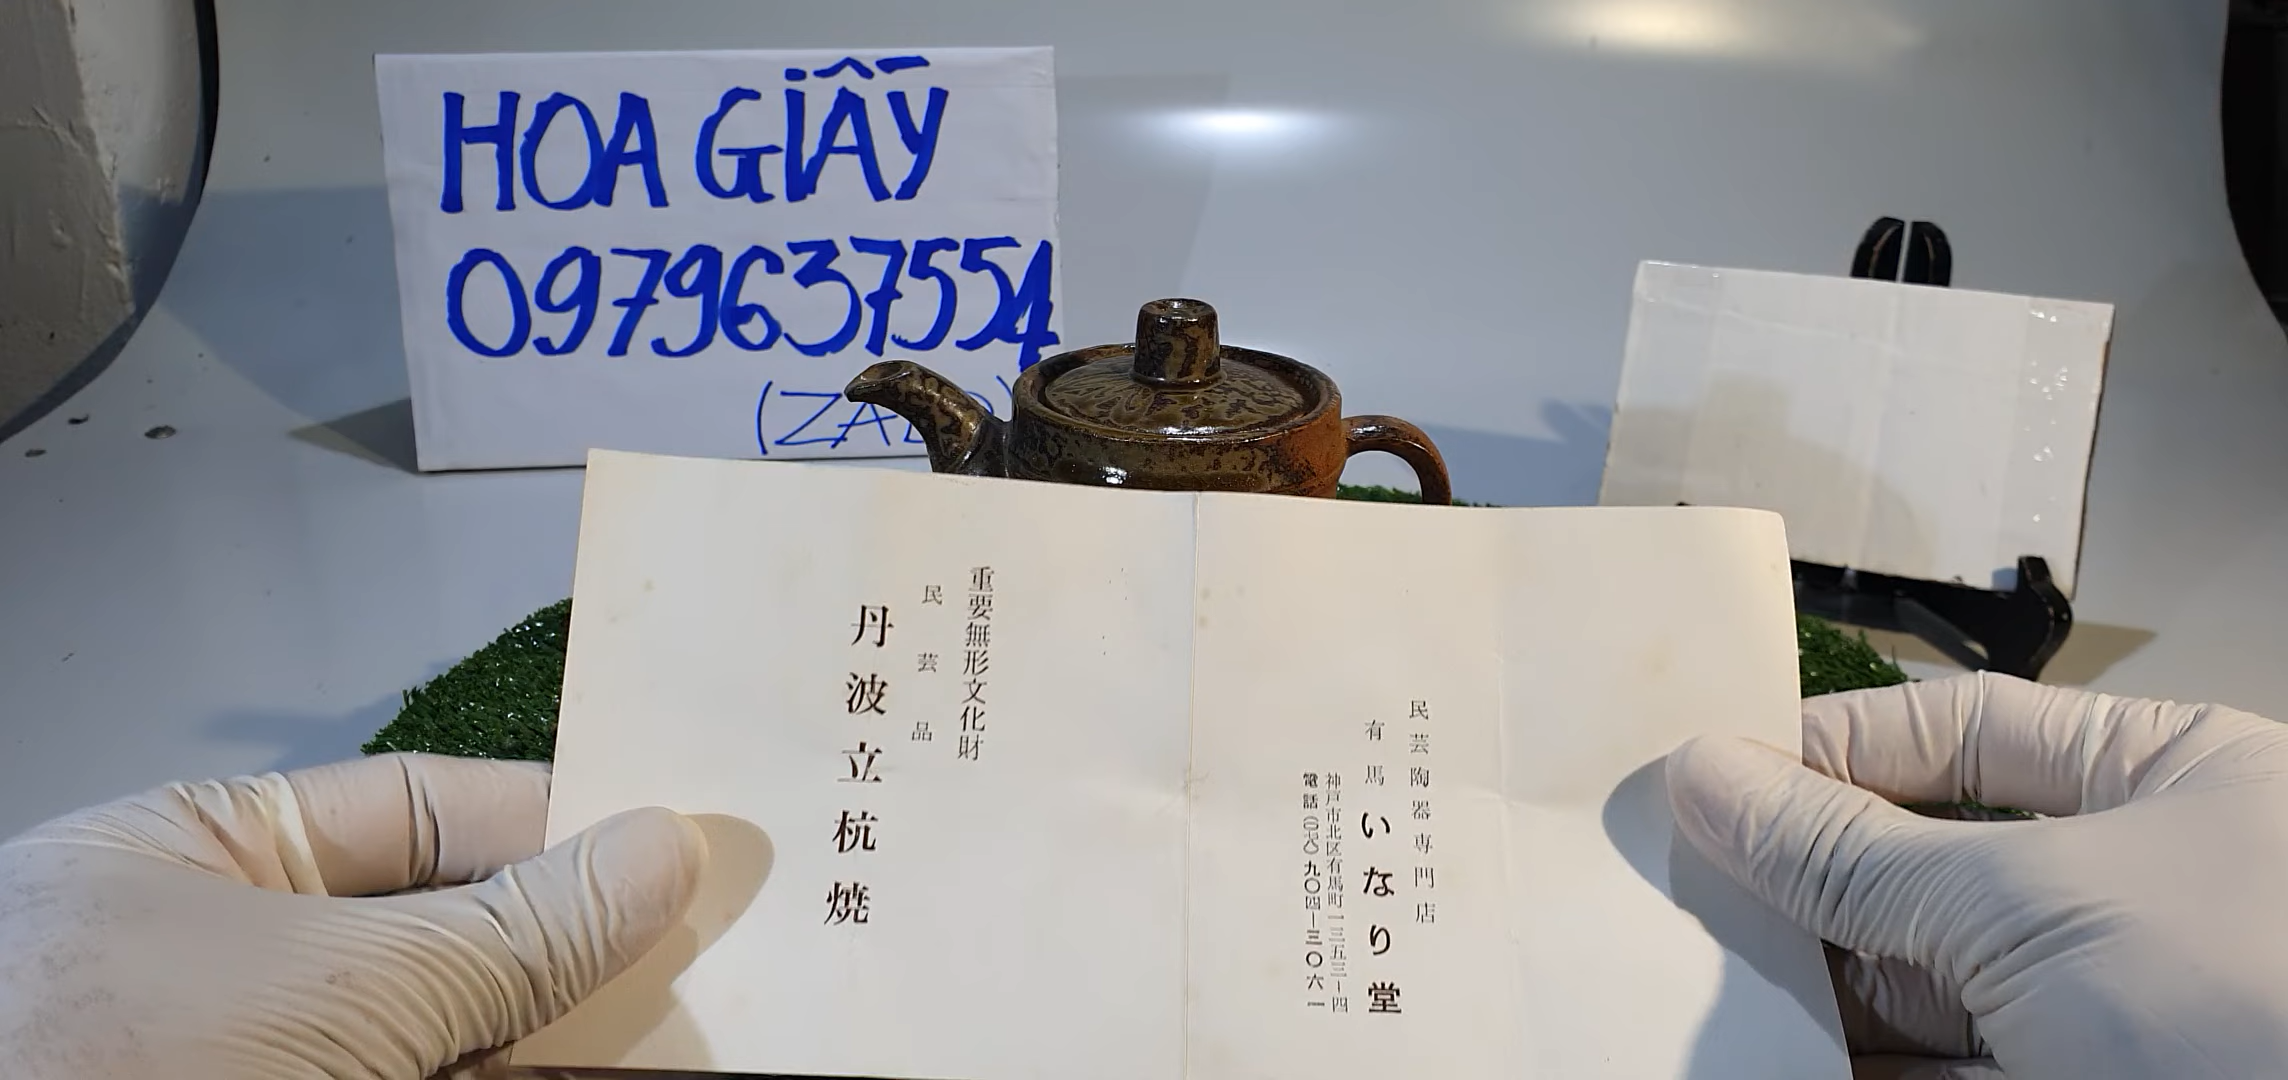 HOA GIẤY
0979637554
(ZALO)
民芸陶器専門店
有馬いなり堂
神戸市北区有馬町一三五三ー四
電話(〇七八)九〇四ー三〇六一
重要無形文化財
民芸品
丹波立杭焼